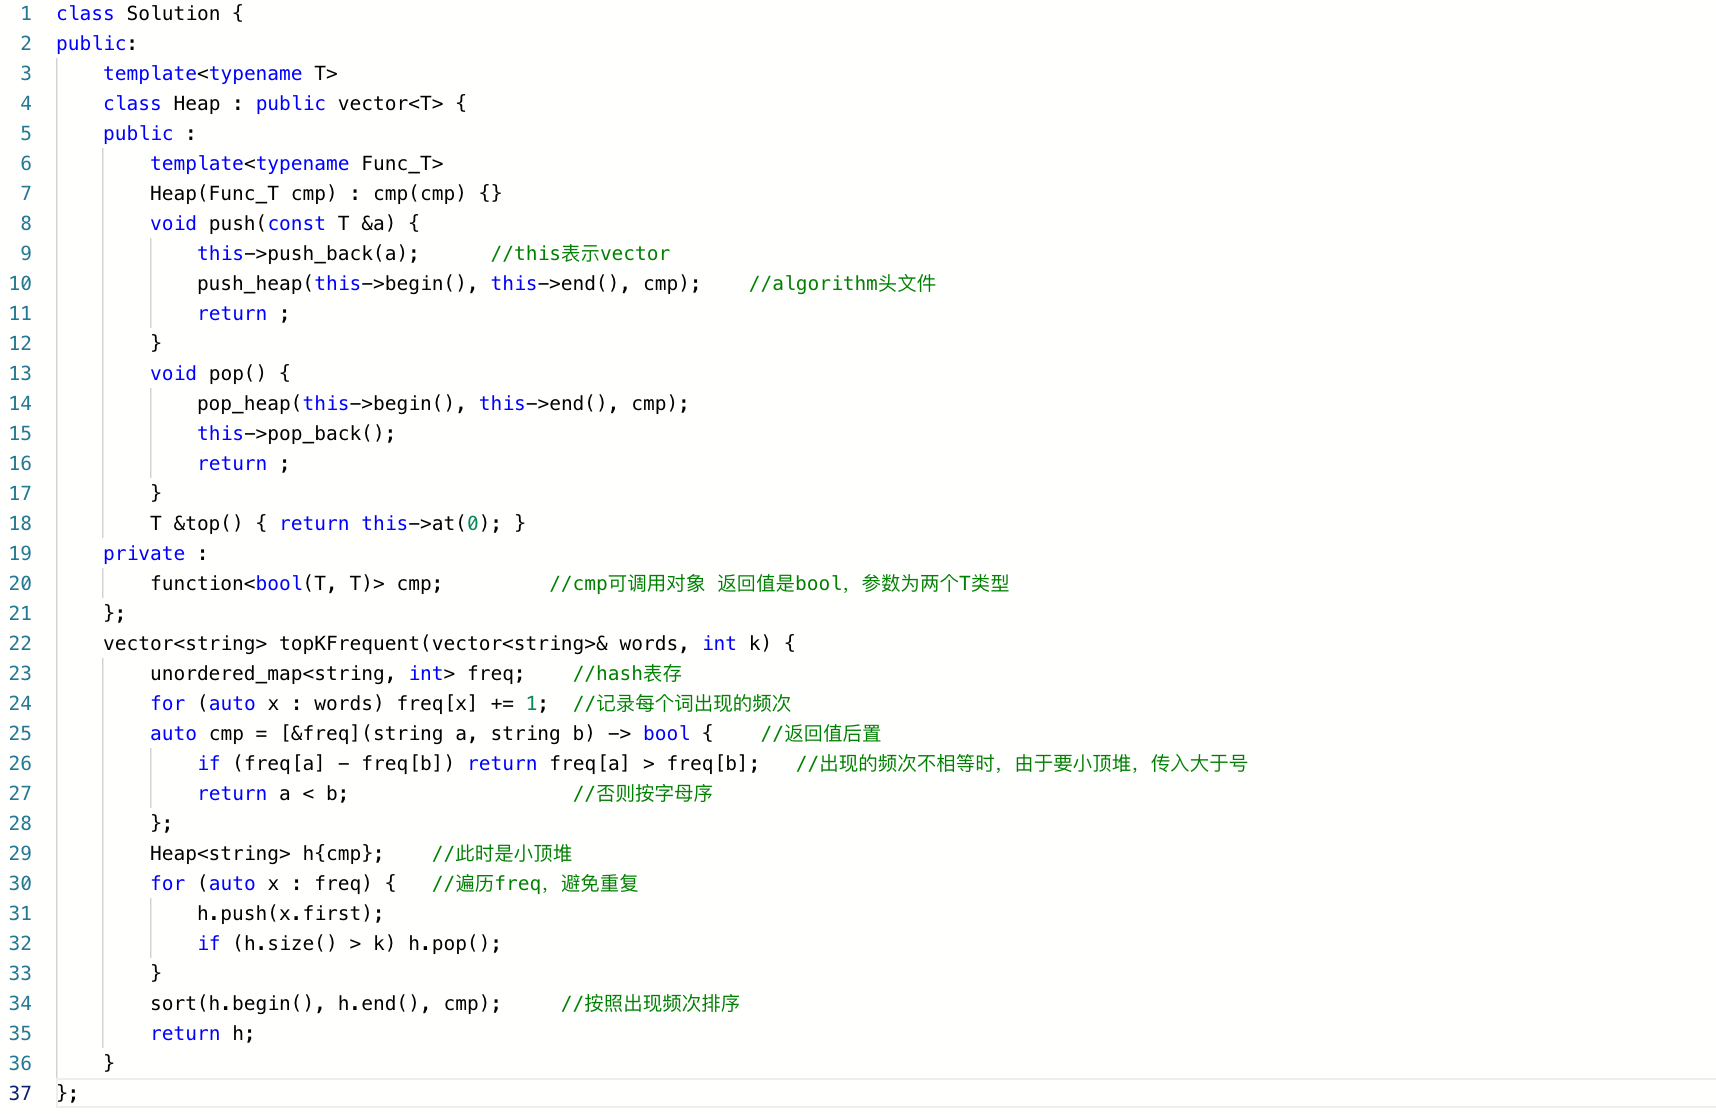 1 class Solution {
2 public:
3     template<typename T>
4     class Heap : public vector<T> {
5     public :
6         template<typename Func_T>
7         Heap(Func_T cmp) : cmp(cmp) {}
8         void push(const T &a) {
9             this->push_back(a);      //this表示vector
10             push_heap(this->begin(), this->end(), cmp);    //algorithm头文件
11             return ;
12         }
13         void pop() {
14             pop_heap(this->begin(), this->end(), cmp);
15             this->pop_back();
16             return ;
17         }
18         T &top() { return this->at(0); }
19     private :
20         function<bool(T, T)> cmp;         //cmp可调用对象 返回值是bool，参数为两个T类型
21     };
22     vector<string> topKFrequent(vector<string>& words, int k) {
23         unordered_map<string, int> freq;    //hash表存
24         for (auto x : words) freq[x] += 1;  //记录每个词出现的频次
25         auto cmp = [&freq](string a, string b) -> bool {    //返回值后置
26             if (freq[a] - freq[b]) return freq[a] > freq[b];   //出现的频次不相等时，由于要小顶堆，传入大于号
27             return a < b;                   //否则按字母序
28         };
29         Heap<string> h{cmp};    //此时是小顶堆
30         for (auto x : freq) {   //遍历freq，避免重复
31             h.push(x.first);
32             if (h.size() > k) h.pop();
33         }
34         sort(h.begin(), h.end(), cmp);     //按照出现频次排序
35         return h;
36     }
37 };